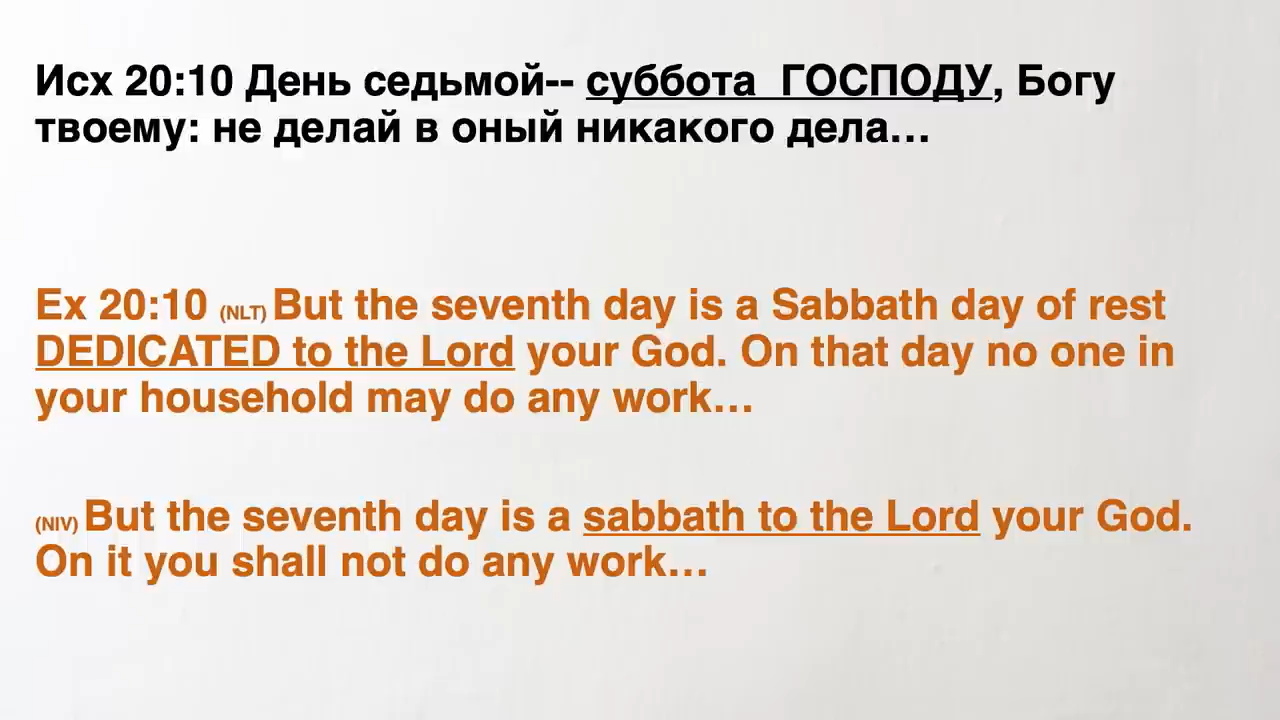 Исх 20:10 День седьмой-- суббота  ГОСПОДУ, Богу
твоему: не делай в оный никакого дела…
Ex 20:10 (NLT) But the seventh day is a Sabbath day of rest
DEDICATED to the Lord your God. On that day no one in
your household may do any work…
(NIV) But the seventh day is a sabbath to the Lord your God.
On it you shall not do any work…